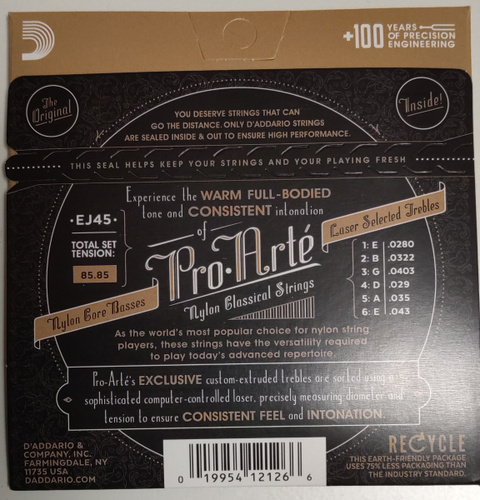 +100 YEARS OF PRECISION ENGINEERING
The Original
Inside!
YOU DESERVE STRINGS THAT CAN
GO THE DISTANCE. ONLY D'ADDARIO STRINGS
ARE SEALED INSIDE & OUT TO ENSURE HIGH PERFORMANCE.
THIS SEAL HELPS KEEP YOUR STRINGS AND YOUR PLAYING FRESH
Experience the WARM FULL-BODIED
tone and CONSISTENT intonation
of
·EJ45·
TOTAL SET
TENSION:
85.85
Laser Selected Trebles
Pro·Arté
Nylon Classical Strings
Nylon Core Basses
1: E .0280
2: B .0322
3: G .0403
4: D .029
5: A .035
6: E .043
As the world's most popular choice for nylon string
players, these strings have the versatility required
to play today's advanced repertoire.
Pro-Arté's EXCLUSIVE custom-extruded trebles are sorted using a
sophisticated computer-controlled laser, precisely measuring diameter and
tension to ensure CONSISTENT FEEL and INTONATION.
D'ADDARIO &
COMPANY, INC.
FARMINGDALE, NY
11735 USA
DADDARIO.COM
0 19954 12126 6
RECYCLE
THIS EARTH-FRIENDLY PACKAGE
USES 75% LESS PACKAGING THAN
THE INDUSTRY STANDARD.